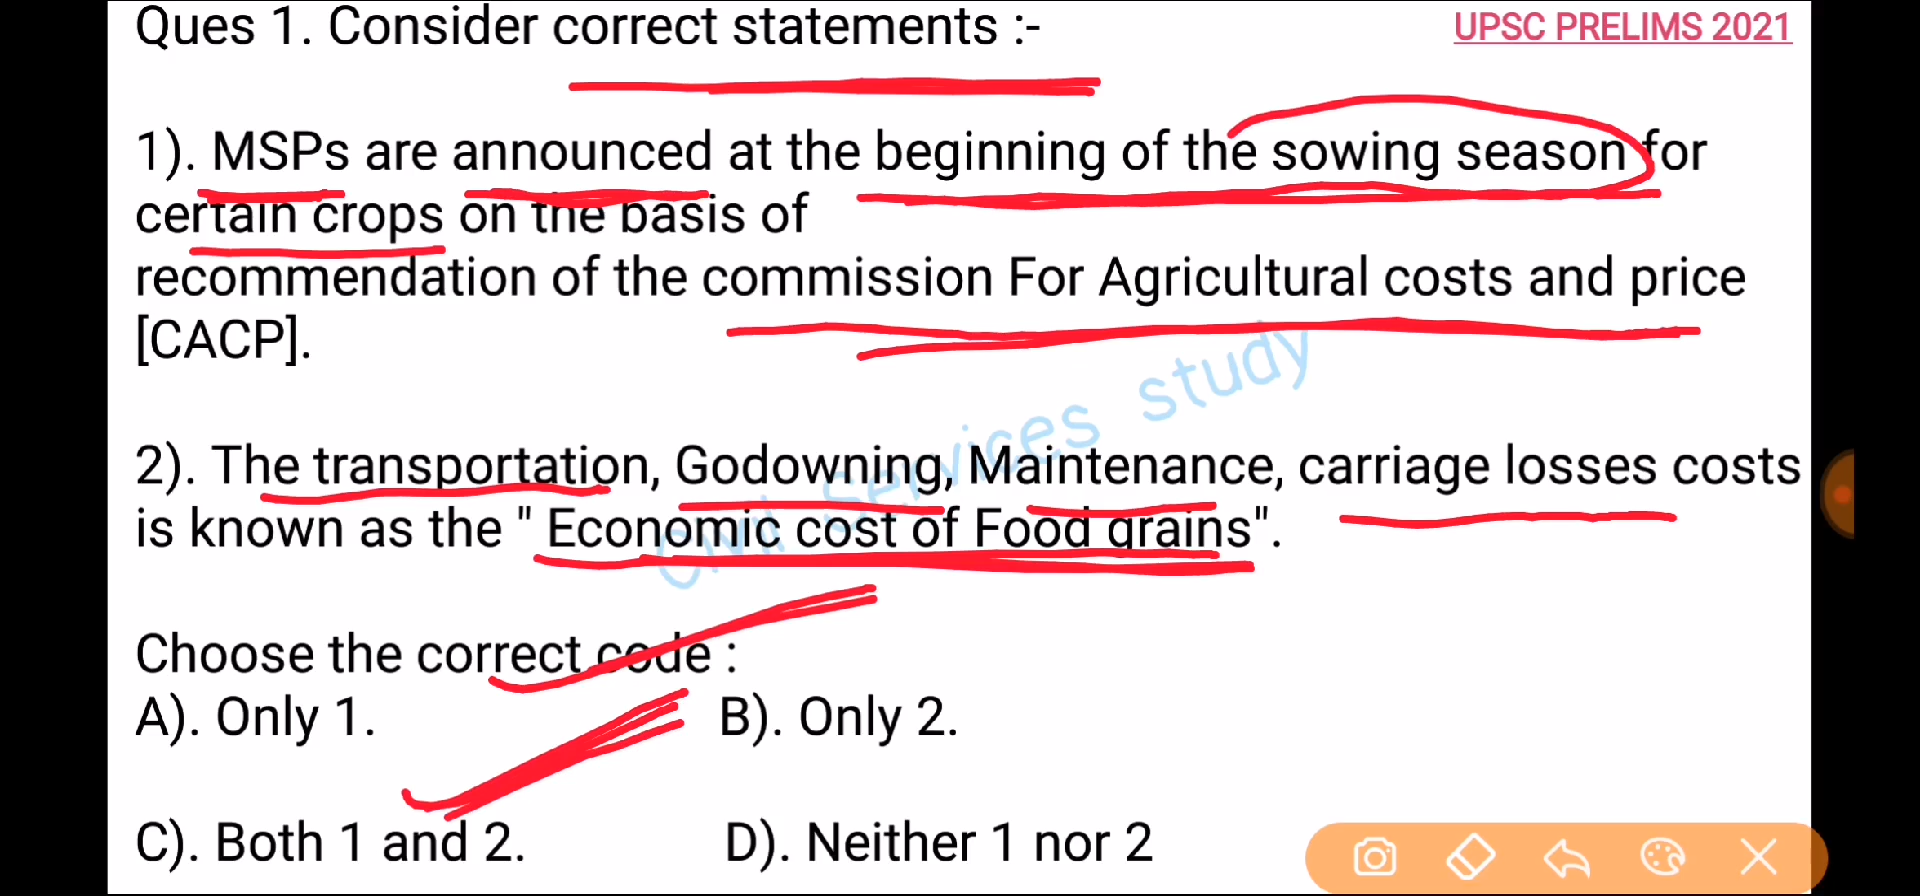 Ques 1. Consider correct statements :-
UPSC PRELIMS 2021
1). MSPs are announced at the beginning of the sowing season for
certain crops on the basis of
recommendation of the commission For Agricultural costs and price
[CACP].
2). The transportation, Godowning, Maintenance, carriage losses costs
is known as the " Economic cost of Food grains".
Civil Services study
Choose the correct code :
A). Only 1.
B). Only 2.
C). Both 1 and 2.
D). Neither 1 nor 2